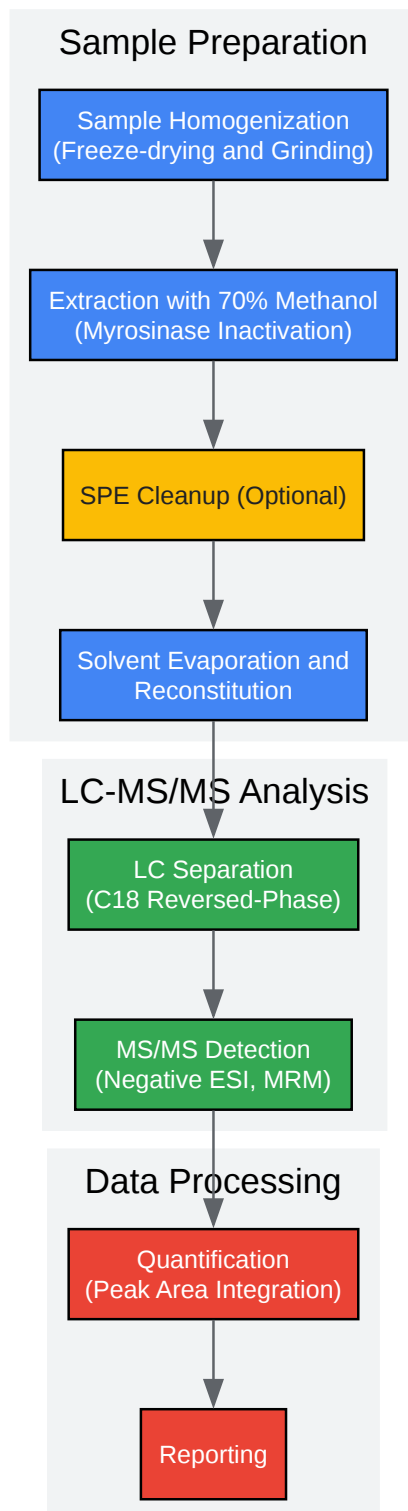 Sample Preparation
Sample Homogenization
(Freeze-drying and Grinding)
Extraction with 70% Methanol
(Myrosinase Inactivation)
SPE Cleanup (Optional)
Solvent Evaporation and
Reconstitution
LC-MS/MS Analysis
LC Separation
(C18 Reversed-Phase)
MS/MS Detection
(Negative ESI, MRM)
Data Processing
Quantification
(Peak Area Integration)
Reporting